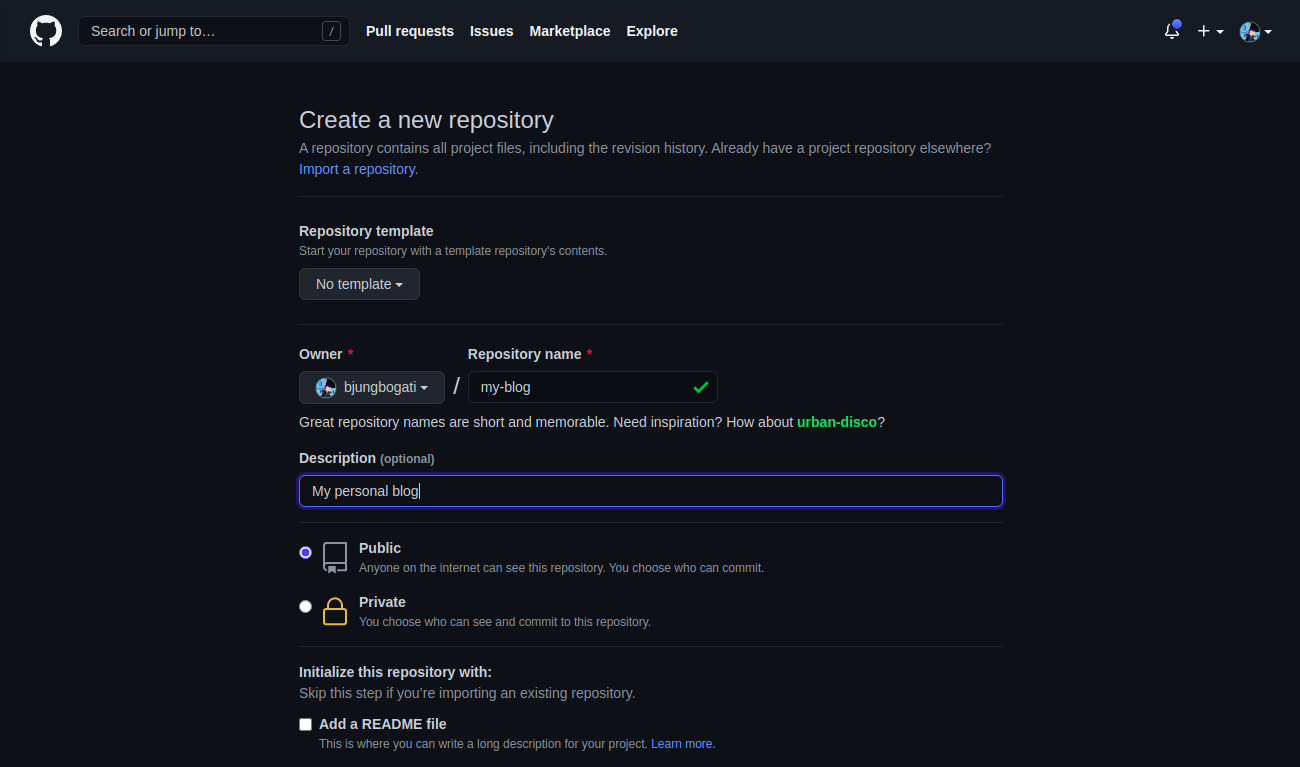 Search or jump to…
/
Pull requests
Issues
Marketplace
Explore
Create a new repository
A repository contains all project files, including the revision history. Already have a project repository elsewhere?
Import a repository.
Repository template
Start your repository with a template repository's contents.
No template
Owner *
Repository name *
bjungbogati
/
my-blog
Great repository names are short and memorable. Need inspiration? How about urban-disco?
Description (optional)
My personal blog
Public
Anyone on the internet can see this repository. You choose who can commit.
Private
You choose who can see and commit to this repository.
Initialize this repository with:
Skip this step if you’re importing an existing repository.
Add a README file
This is where you can write a long description for your project. Learn more.